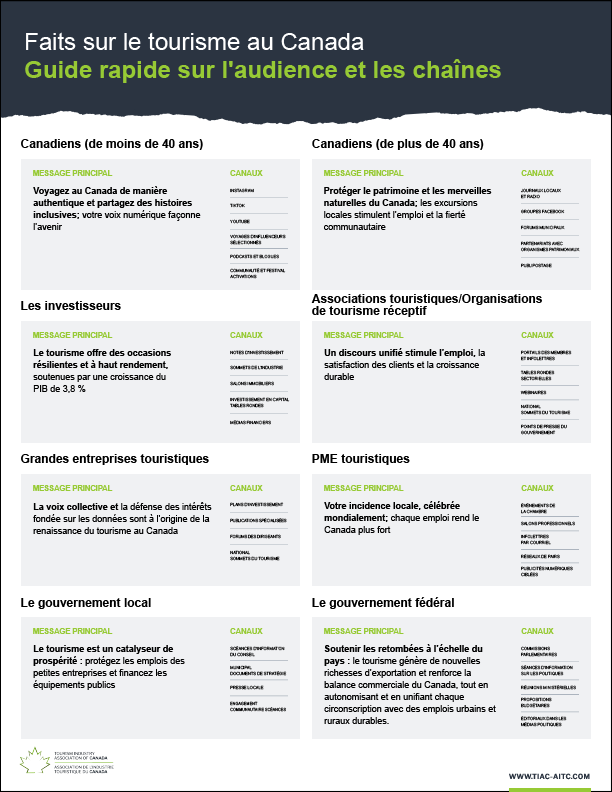 Faits sur le tourisme au Canada
Guide rapide sur l'audience et les chaînes
Canadiens (de moins de 40 ans)
MESSAGE PRINCIPAL
Voyagez au Canada de manière
authentique et partagez des histoires
inclusives; votre voix numérique façonne
l'avenir
CANAUX
INSTAGRAM
TIKTOK
YOUTUBE
VOYAGES D'INFLUENCEURS
SÉLECTIONNÉS
PODCASTS ET BLOGUES
COMMUNAUTÉ ET FESTIVAL
ACTIVATIONS
Canadiens (de plus de 40 ans)
MESSAGE PRINCIPAL
Protéger le patrimoine et les merveilles
naturelles du Canada; les excursions
locales stimulent l'emploi et la fierté
communautaire
CANAUX
JOURNAUX LOCAUX
ET RADIO
GROUPES FACEBOOK
FORUMS MUNICIPAUX
PARTENARIATS AVEC
ORGANISMES PATRIMONIAUX
PUBLIPOSTAGE
Les investisseurs
MESSAGE PRINCIPAL
Le tourisme offre des occasions
résilientes et à haut rendement,
soutenues par une croissance du
PIB de 3,8 %
CANAUX
NOTES D'INVESTISSEMENT
SOMMETS DE L'INDUSTRIE
SALONS IMMOBILIERS
INVESTISSEMENT EN CAPITAL
TABLES RONDES
MÉDIAS FINANCIERS
Associations touristiques/Organisations
de tourisme réceptif
MESSAGE PRINCIPAL
Un discours unifié stimule l'emploi, la
satisfaction des clients et la croissance
durable
CANAUX
PORTAILS DES MEMBRES
ET INFOLETTRES
TABLES RONDES
SECTORIELLES
WEBINAIRES
NATIONAL
SOMMETS DU TOURISME
POINTS DE PRESSE DU
GOUVERNEMENT
Grandes entreprises touristiques
MESSAGE PRINCIPAL
La voix collective et la défense des intérêts
fondée sur les données sont à l'origine de la
renaissance du tourisme au Canada
CANAUX
PLANS D'INVESTISSEMENT
PUBLICATIONS SPÉCIALISÉES
FORUMS DES DIRIGEANTS
NATIONAL
SOMMETS DU TOURISME
PME touristiques
MESSAGE PRINCIPAL
Votre incidence locale, célébrée
mondialement; chaque emploi rend le
Canada plus fort
CANAUX
ÉVÉNEMENTS DE
LA CHAMBRE
SALONS PROFESSIONNELS
INFOLETTRES
PAR COURRIEL
RÉSEAUX DE PAIRS
PUBLICITÉS NUMÉRIQUES
CIBLÉES
Le gouvernement local
MESSAGE PRINCIPAL
Le tourisme est un catalyseur de
prospérité : protégez les emplois des
petites entreprises et financez les
équipements publics
CANAUX
SCÉANCES D'INFORMATION
DU CONSEIL
MUNICIPAL
DOCUMENTS DE STRATÉGIE
PRESSE LOCALE
ENGAGEMENT
COMMUNAUTAIRE SCÉANCES
Le gouvernement fédéral
MESSAGE PRINCIPAL
Soutenir les retombées à l'échelle du
pays : le tourisme génère de nouvelles
richesses d'exportation et renforce la
balance commerciale du Canada, tout en
autonomisant et en unifiant chaque
circonscription avec des emplois urbains et
ruraux durables.
CANAUX
COMMISSIONS
PARLEMENTAIRES
SÉANCES D'INFORMATION
SUR LES POLITIQUES
RÉUNIONS MINISTÉRIELLES
PROPOSITIONS
BUDGÉTAIRES
ÉDITORIAUX DANS LES
MÉDIAS POLITIQUES
TOURISM INDUSTRY
ASSOCIATION OF CANADA
ASSOCIATION DE L'INDUSTRIE
TOURISTIQUE DU CANADA
WWW.TIAC-AITC.COM